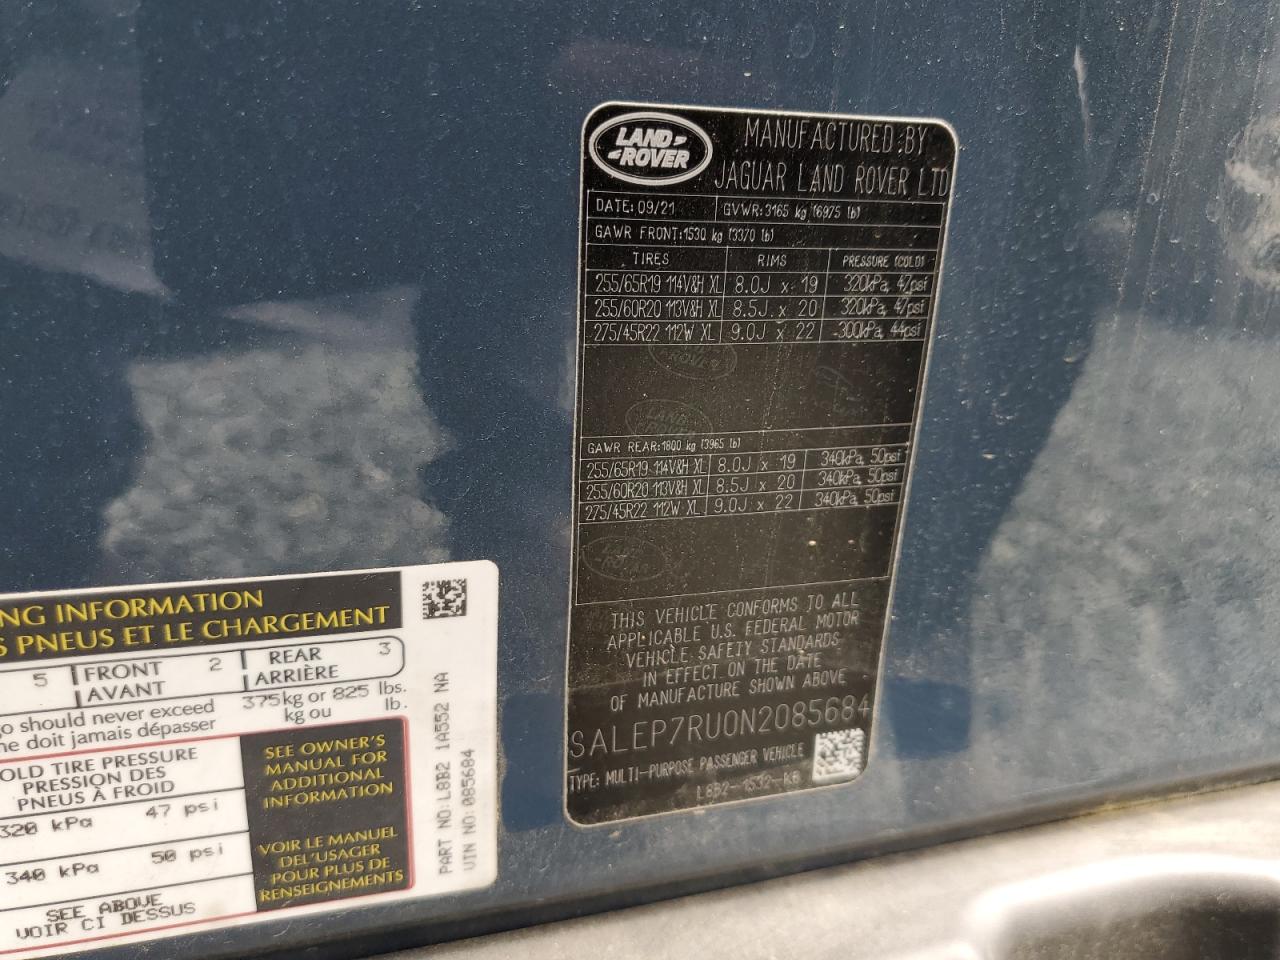 LAND
ROVER
MANUFACTURED BY
JAGUAR LAND ROVER LTD
DATE: 09/21 GVWR: 3165 kg (6975 lb)
GAWR FRONT: 1530 kg (3370 lb)
TIRES RIMS PRESSURE (COLD)
255/65R19 114V&H XL 8.0J x 19 320kPa, 47psi
255/60R20 113V&H XL 8.5J x 20 320kPa, 47psi
275/45R22 112W XL 9.0J x 22 300kPa, 44psi
GAWR REAR: 1800 kg (3965 lb)
255/65R19 114V&H XL 8.0J x 19 340kPa, 50psi
255/60R20 113V&H XL 8.5J x 20 340kPa, 50psi
275/45R22 112W XL 9.0J x 22 340kPa, 50psi
THIS VEHICLE CONFORMS TO ALL
APPLICABLE U.S. FEDERAL MOTOR
VEHICLE SAFETY STANDARDS
IN EFFECT ON THE DATE
OF MANUFACTURE SHOWN ABOVE
SALEP7RU0N2085684
TYPE: MULTI-PURPOSE PASSENGER VEHICLE
NG INFORMATION
S PNEUS ET LE CHARGEMENT
5 FRONT 2 REAR 3
AVANT ARRIÈRE
go should never exceed 375kg or 825 lbs.
ne doit jamais dépasser kg ou lb.
OLD TIRE PRESSURE
PRESSION DES
PNEUS À FROID
320 kPa 47 psi
340 kPa 50 psi
SEE ABOVE
VOIR CI DESSUS
SEE OWNER'S
MANUAL FOR
ADDITIONAL
INFORMATION
VOIR LE MANUEL
DEL'USAGER
POUR PLUS DE
RENSEIGNEMENTS
PART NO: L8B2 1A552 NA
VIN NO: 085684